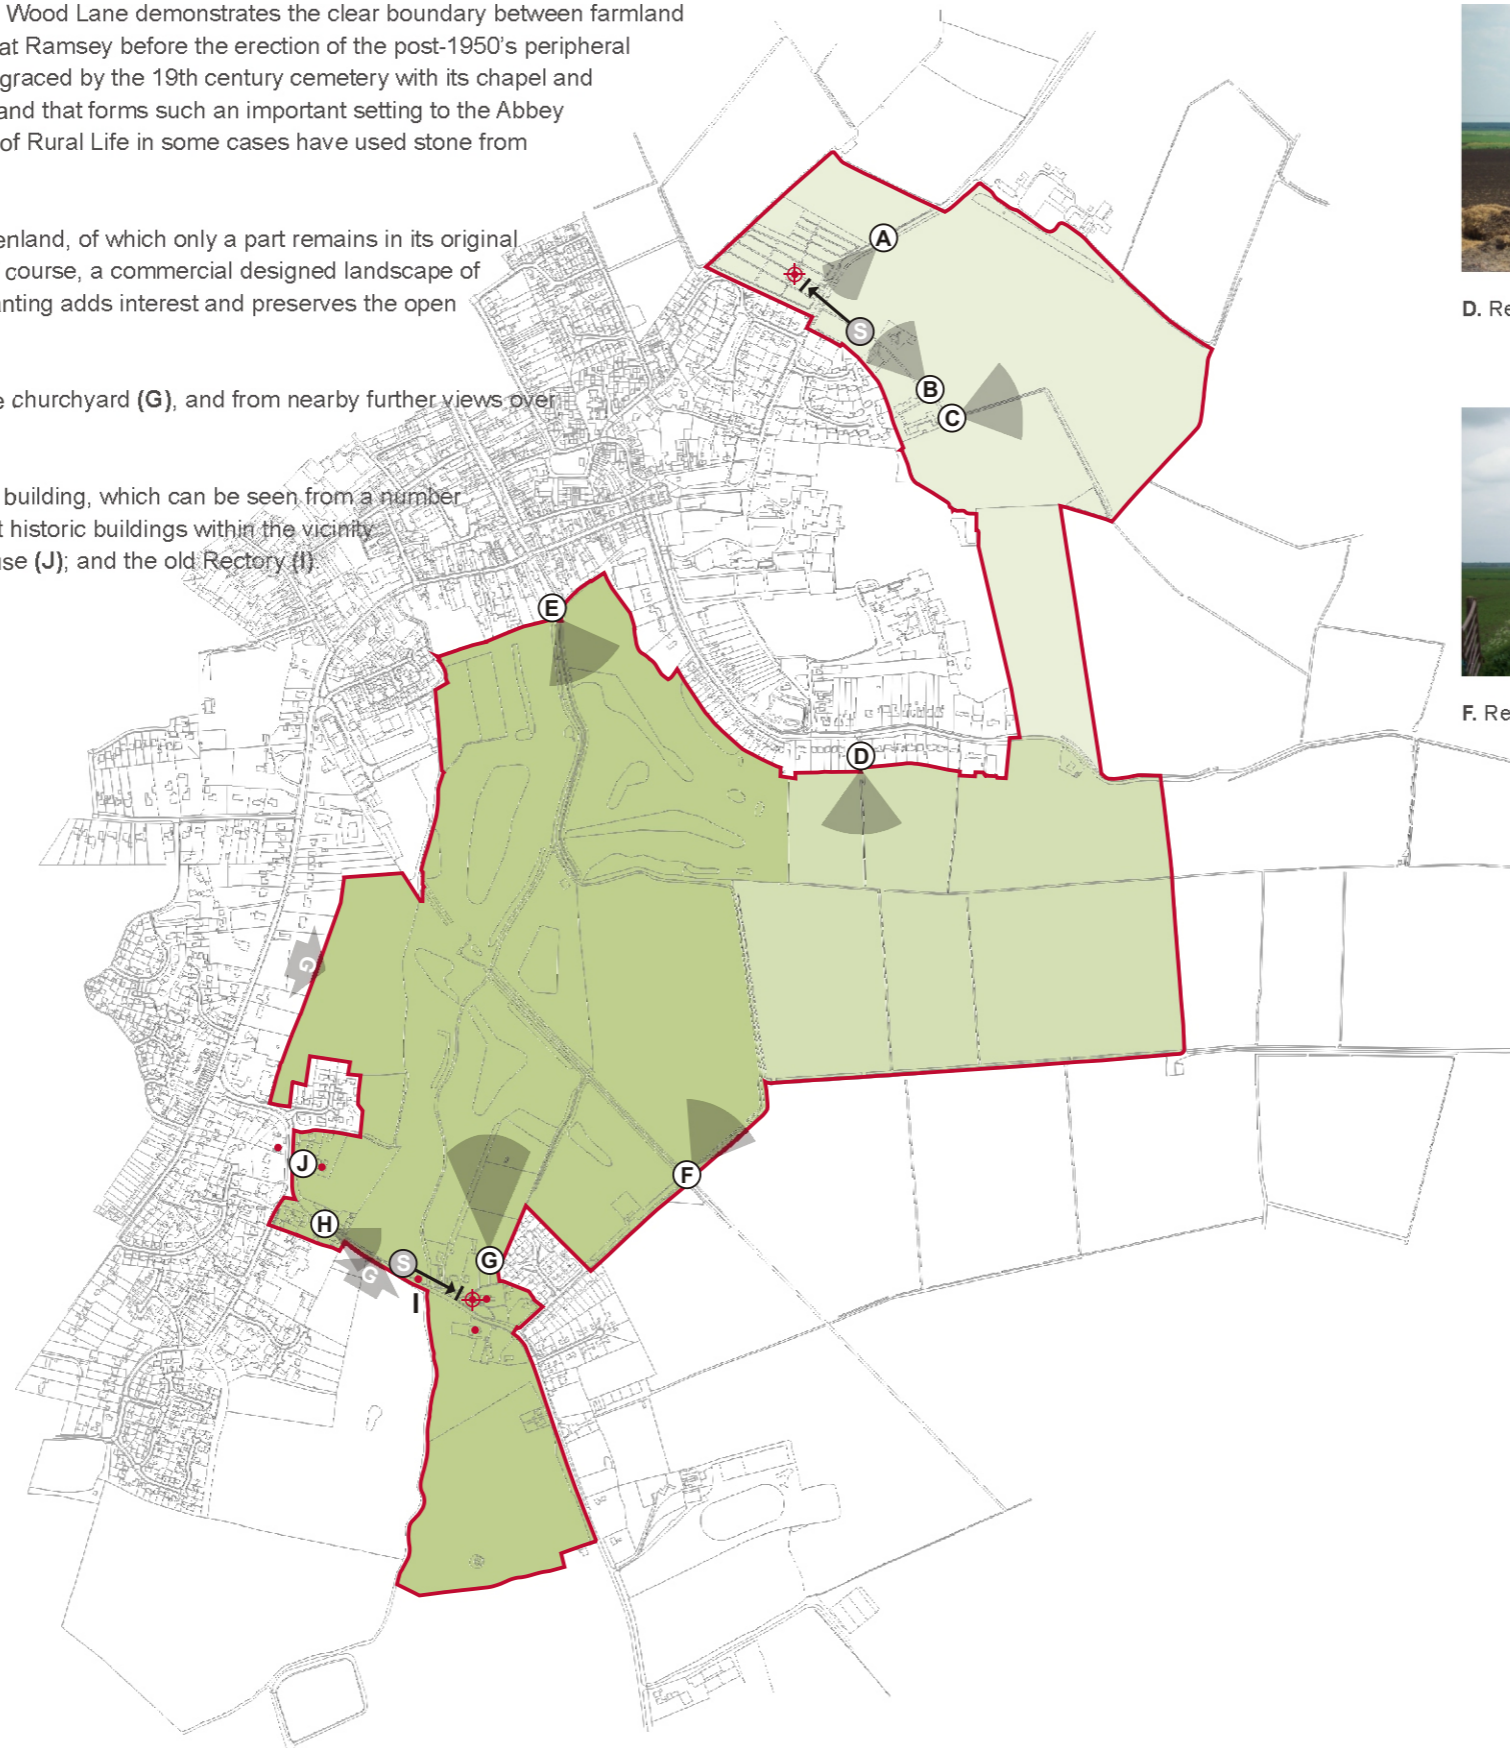 Wood Lane demonstrates the clear boundary between farmland
at Ramsey before the erection of the post-1950's peripheral
graced by the 19th century cemetery with its chapel and
and that forms such an important setting to the Abbey
of Rural Life in some cases have used stone from
enland, of which only a part remains in its original
course, a commercial designed landscape of
anting adds interest and preserves the open
e churchyard (G), and from nearby further views over
building, which can be seen from a number
t historic buildings within the vicinity
use (J); and the old Rectory (I).
A
I
S
B
C
D. Re
E
D
F. Re
G
J
F
H
G
S
G
I
I